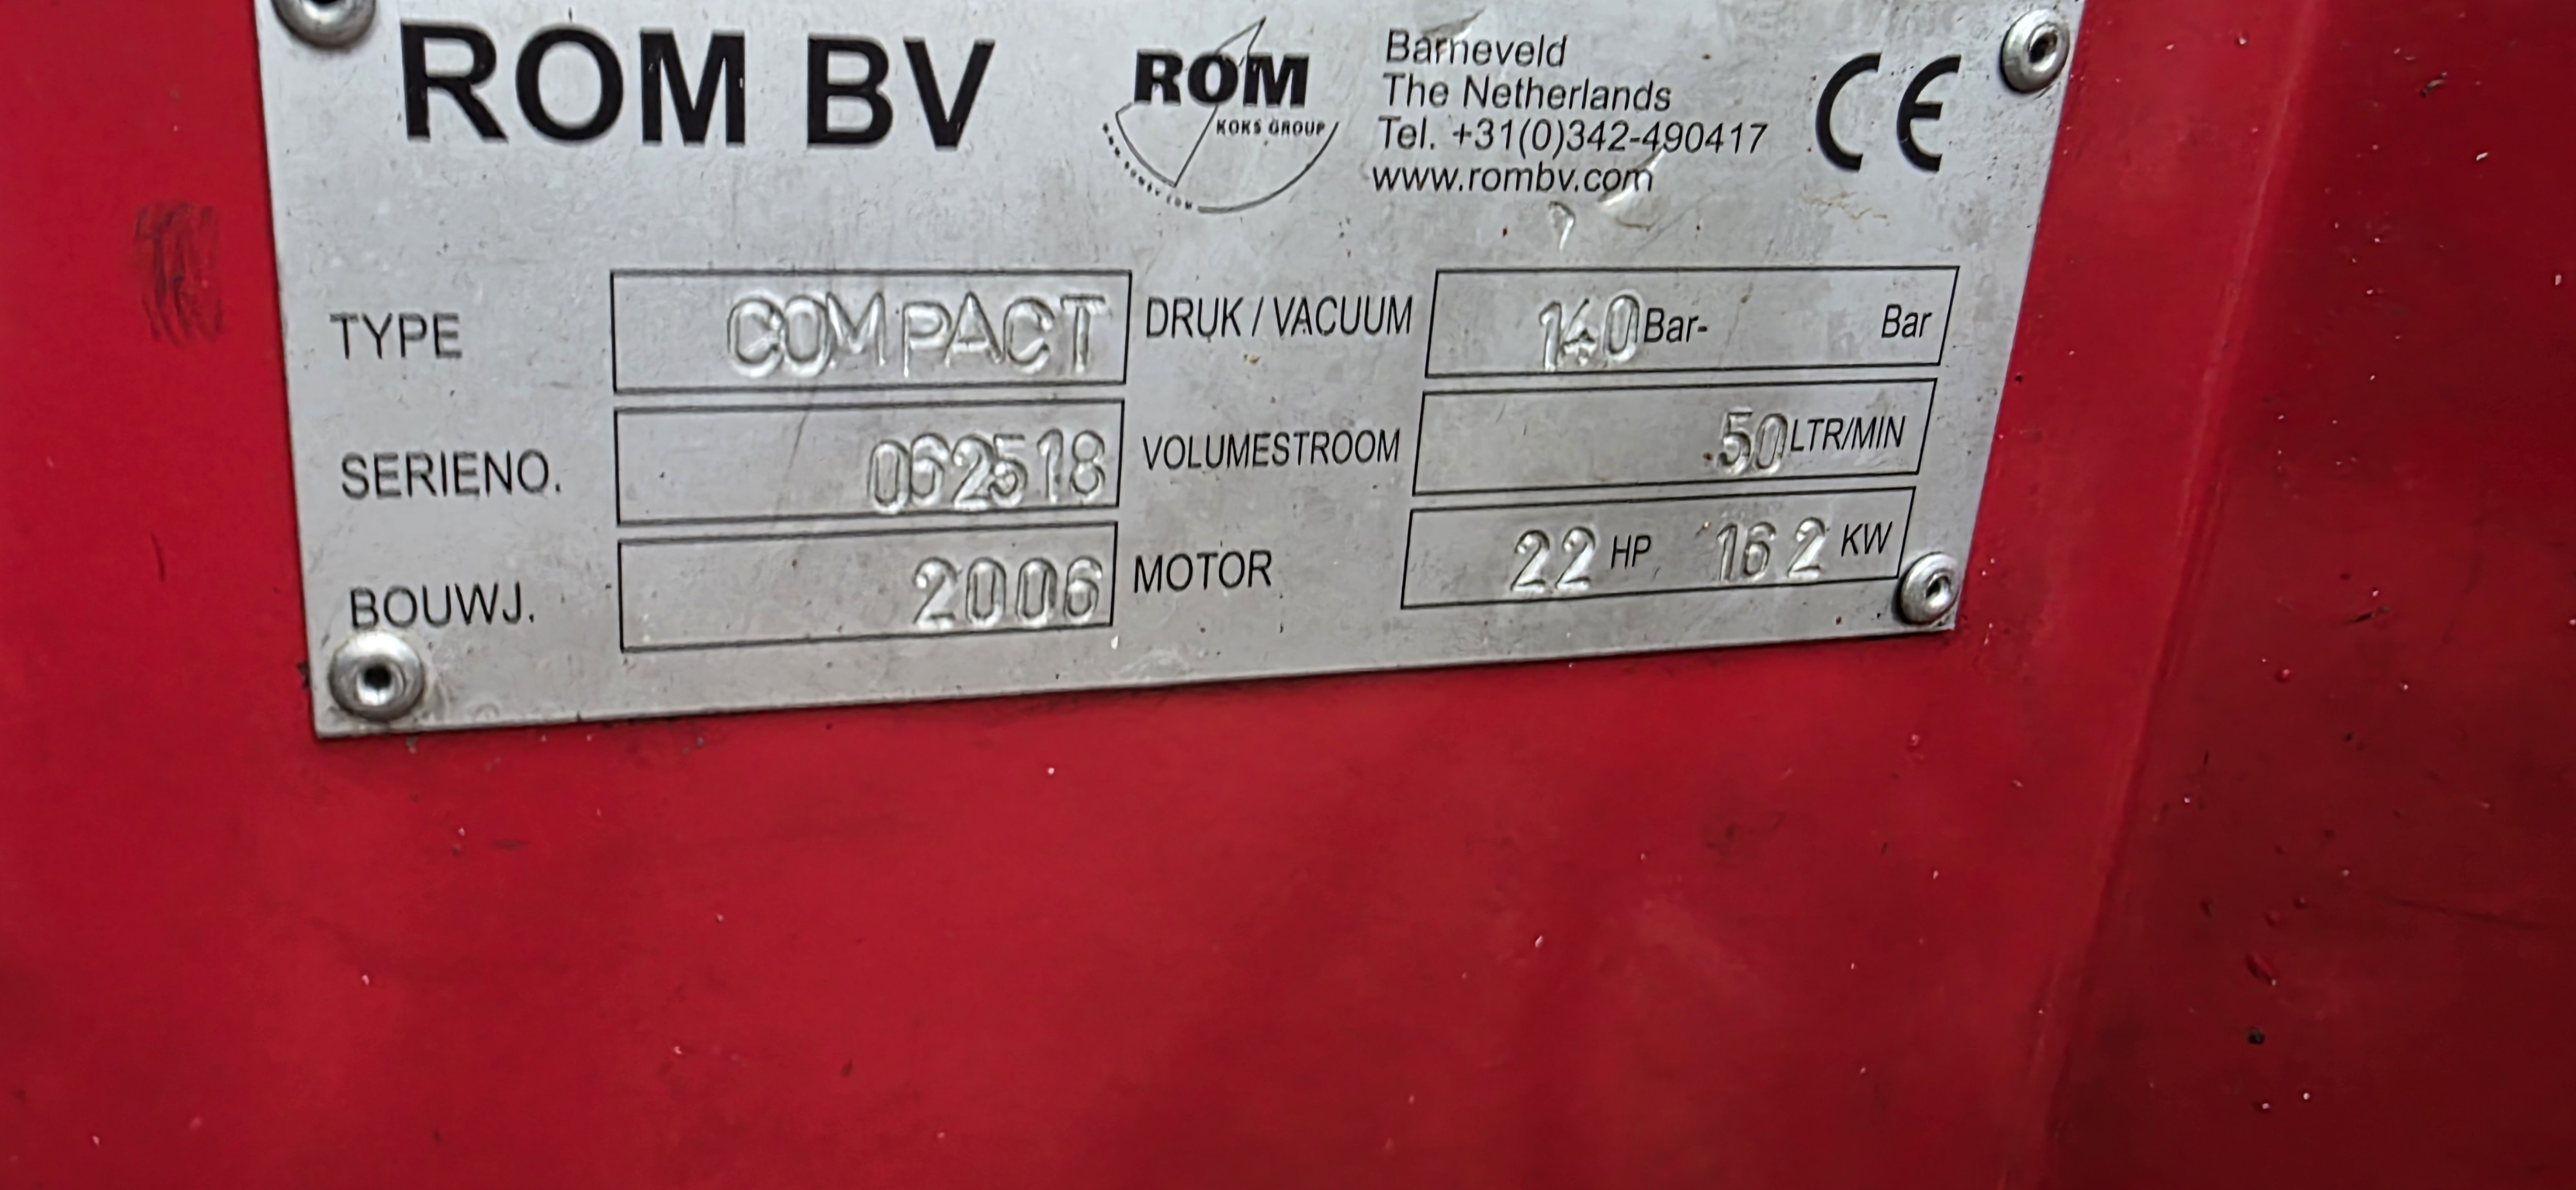 ROM BV
ROM
KOKS GROUP
Barneveld
The Netherlands
Tel. +31(0)342-490417
www.rombv.com
CE
TYPE COMPACT DRUK / VACUUM 140 Bar- Bar
SERIENO. 062518 VOLUMESTROOM .50 LTR/MIN
BOUWJ. 2006 MOTOR 22 HP 16 2 KW